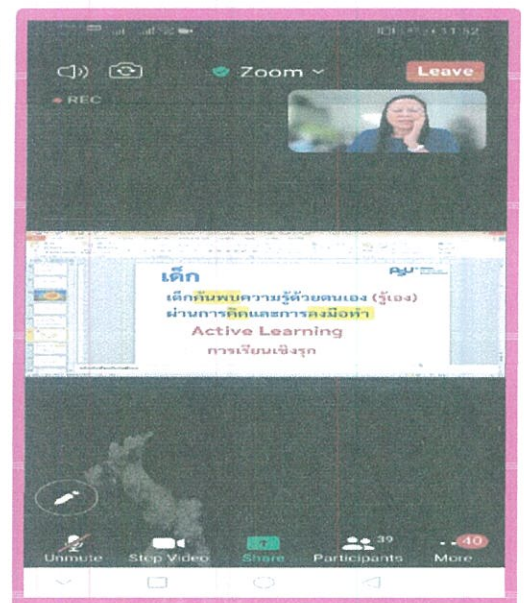 11:52
Zoom
Leave
REC
เด็ก
PSU
เด็กค้นพบความรู้ด้วยตนเอง (รู้เอง)
ผ่านการคิดและการลงมือทำ
Active Learning
การเรียนเชิงรุก
39
40
Unmute
Stop Video
Share
Participants
More